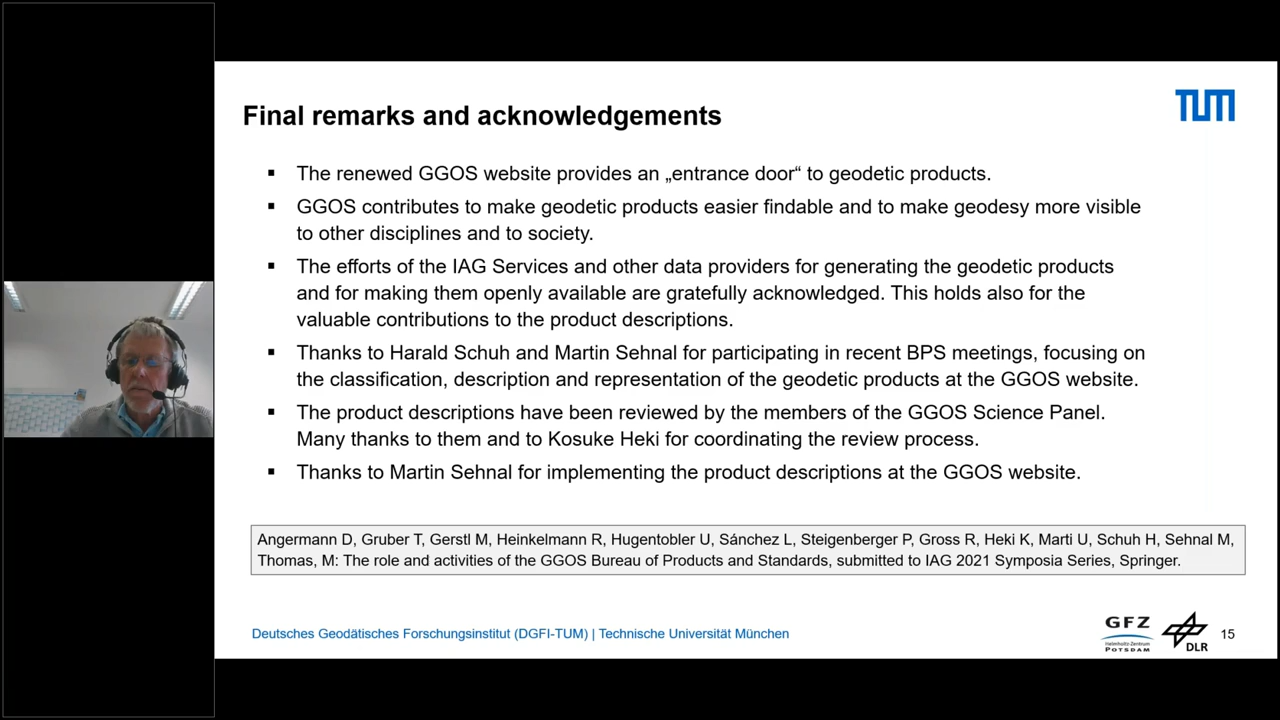 Final remarks and acknowledgements
TUM
▪ The renewed GGOS website provides an „entrance door“ to geodetic products.
▪ GGOS contributes to make geodetic products easier findable and to make geodesy more visible
to other disciplines and to society.
▪ The efforts of the IAG Services and other data providers for generating the geodetic products
and for making them openly available are gratefully acknowledged. This holds also for the
valuable contributions to the product descriptions.
▪ Thanks to Harald Schuh and Martin Sehnal for participating in recent BPS meetings, focusing on
the classification, description and representation of the geodetic products at the GGOS website.
▪ The product descriptions have been reviewed by the members of the GGOS Science Panel.
Many thanks to them and to Kosuke Heki for coordinating the review process.
▪ Thanks to Martin Sehnal for implementing the product descriptions at the GGOS website.
Angermann D, Gruber T, Gerstl M, Heinkelmann R, Hugentobler U, Sánchez L, Steigenberger P, Gross R, Heki K, Marti U, Schuh H, Sehnal M,
Thomas, M: The role and activities of the GGOS Bureau of Products and Standards, submitted to IAG 2021 Symposia Series, Springer.
Deutsches Geodätisches Forschungsinstitut (DGFI-TUM) | Technische Universität München
GFZ
Helmholtz-Zentrum
POTSDAM
DLR
15